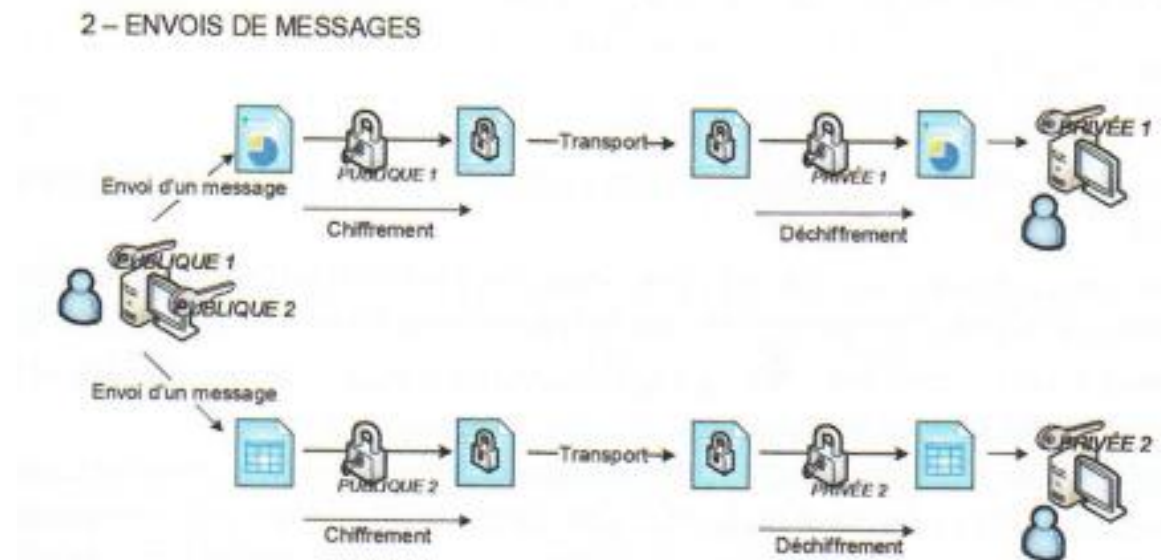 2 – ENVOIS DE MESSAGES
Transport
PRIVÉE 1
Envoi d'un message
PUBLIQUE 1
PRIVÉE 1
Chiffrement
Déchiffrement
PUBLIQUE 1
PUBLIQUE 2
Envoi d'un message
Transport
PRIVÉE 2
PUBLIQUE 2
PRIVÉE 2
Chiffrement
Déchiffrement